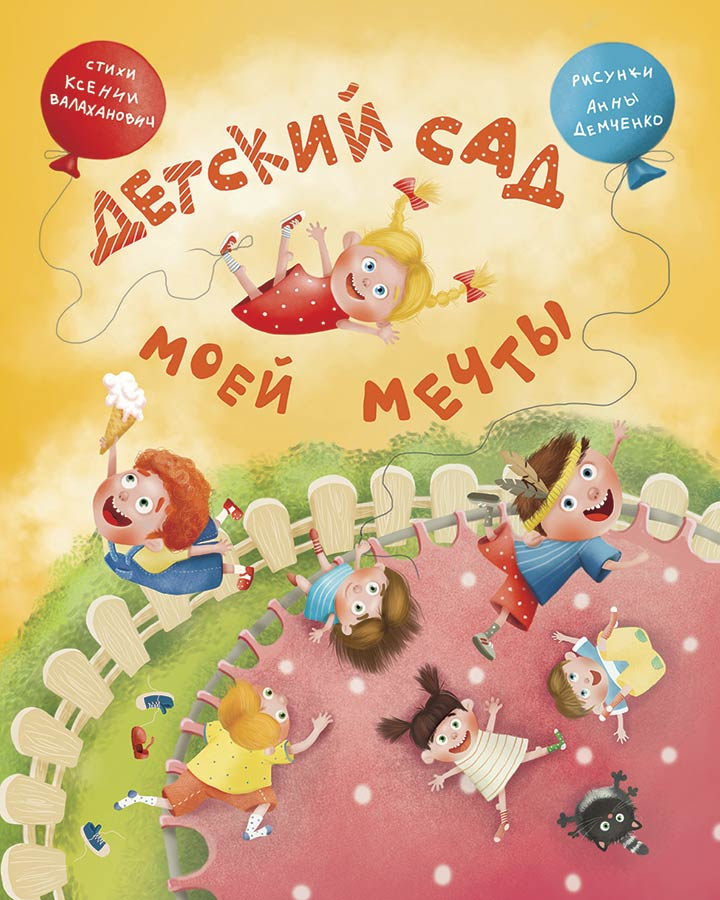 СТИХИ
КСЕНИИ
ВАЛАХАНОВИЧ
РИСУНКИ
АННЫ
ДЕМЧЕНКО
ДЕТСКИЙ САД
МОЕЙ МЕЧТЫ